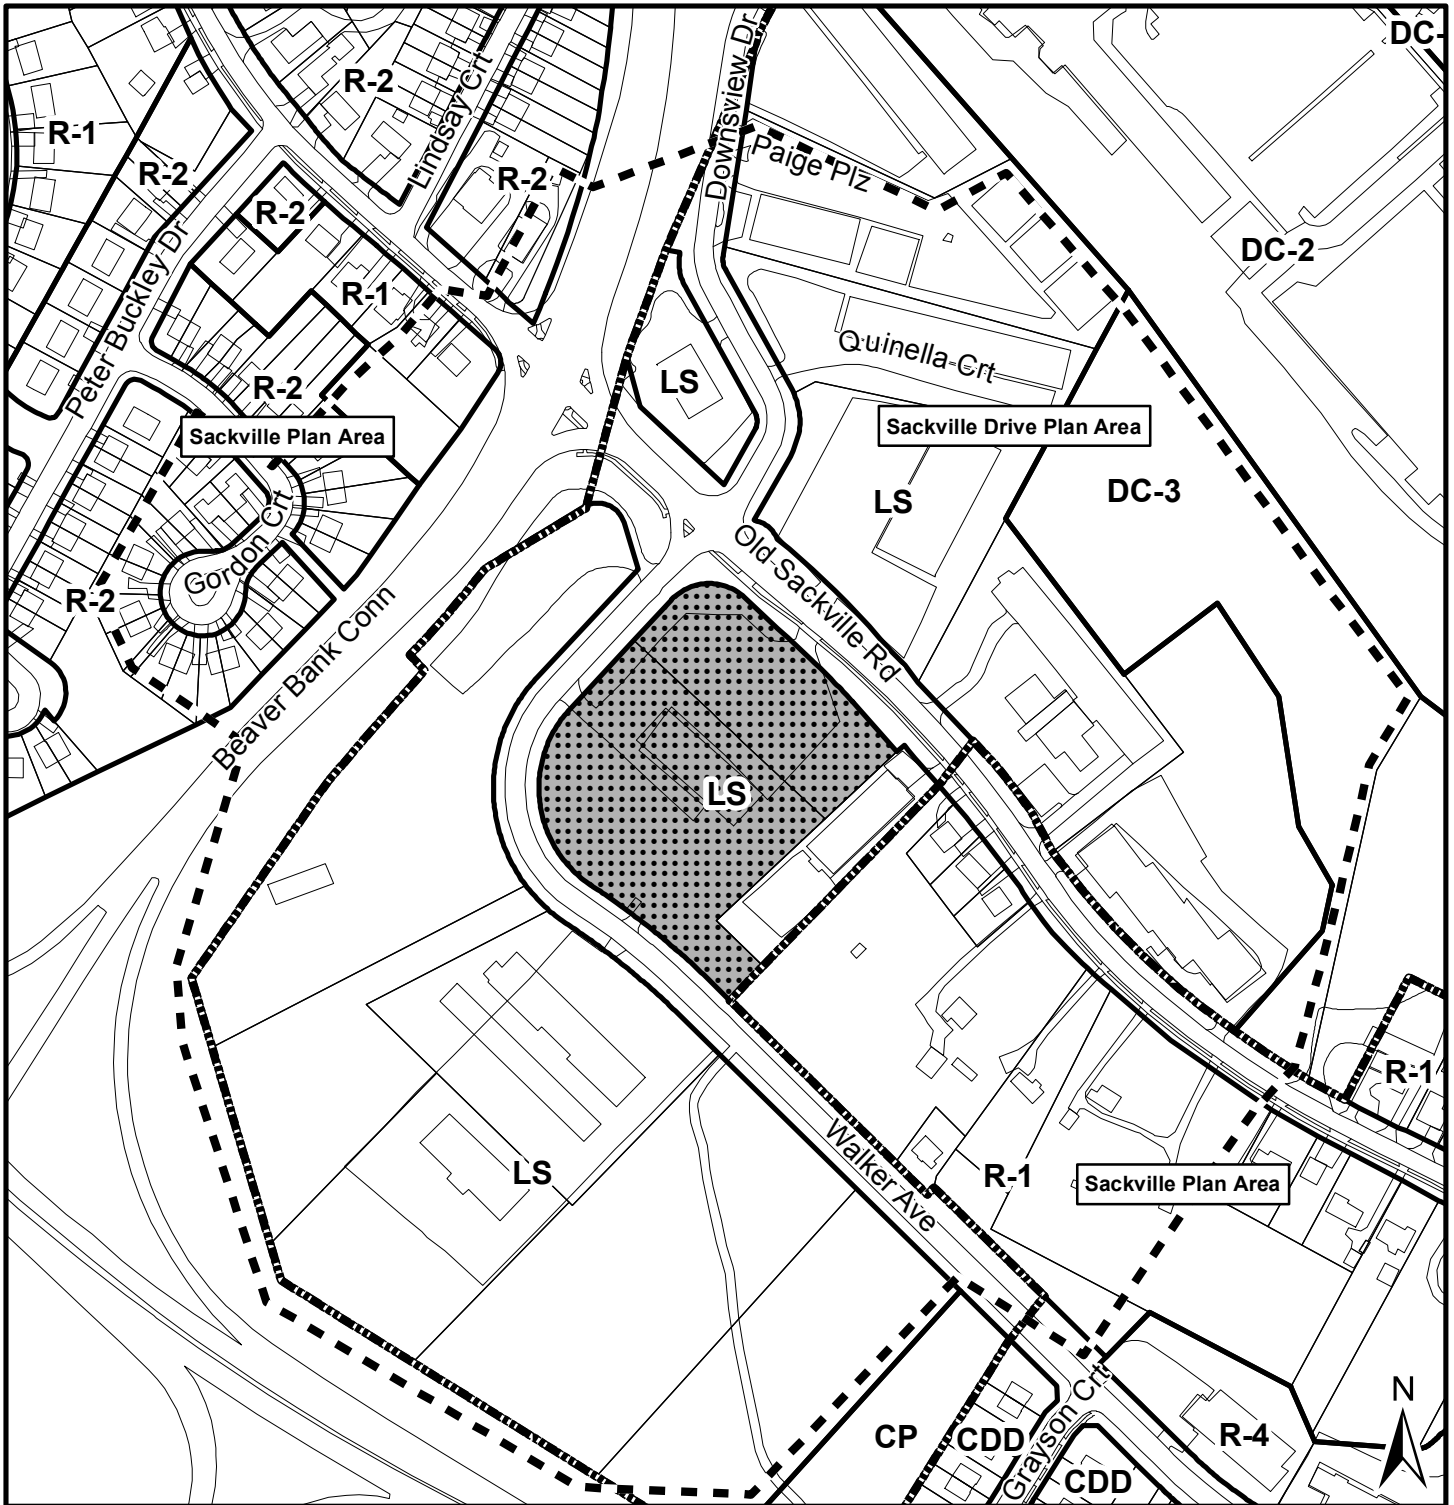 DC-
R-2
Lindsay Crt
Downsview Dr
R-1
R-2
R-2
Paige Plz
R-2
DC-2
Peter Buckley Dr
R-1
Quinella Crt
LS
R-2
Sackville Plan Area
Sackville Drive Plan Area
DC-3
LS
Old Sackville Rd
Gordon Crt
R-2
Beaver Bank Conn
LS
R-1
Walker Ave
LS
R-1
Sackville Plan Area
Grayson Crt
N
CP
CDD
R-4
CDD